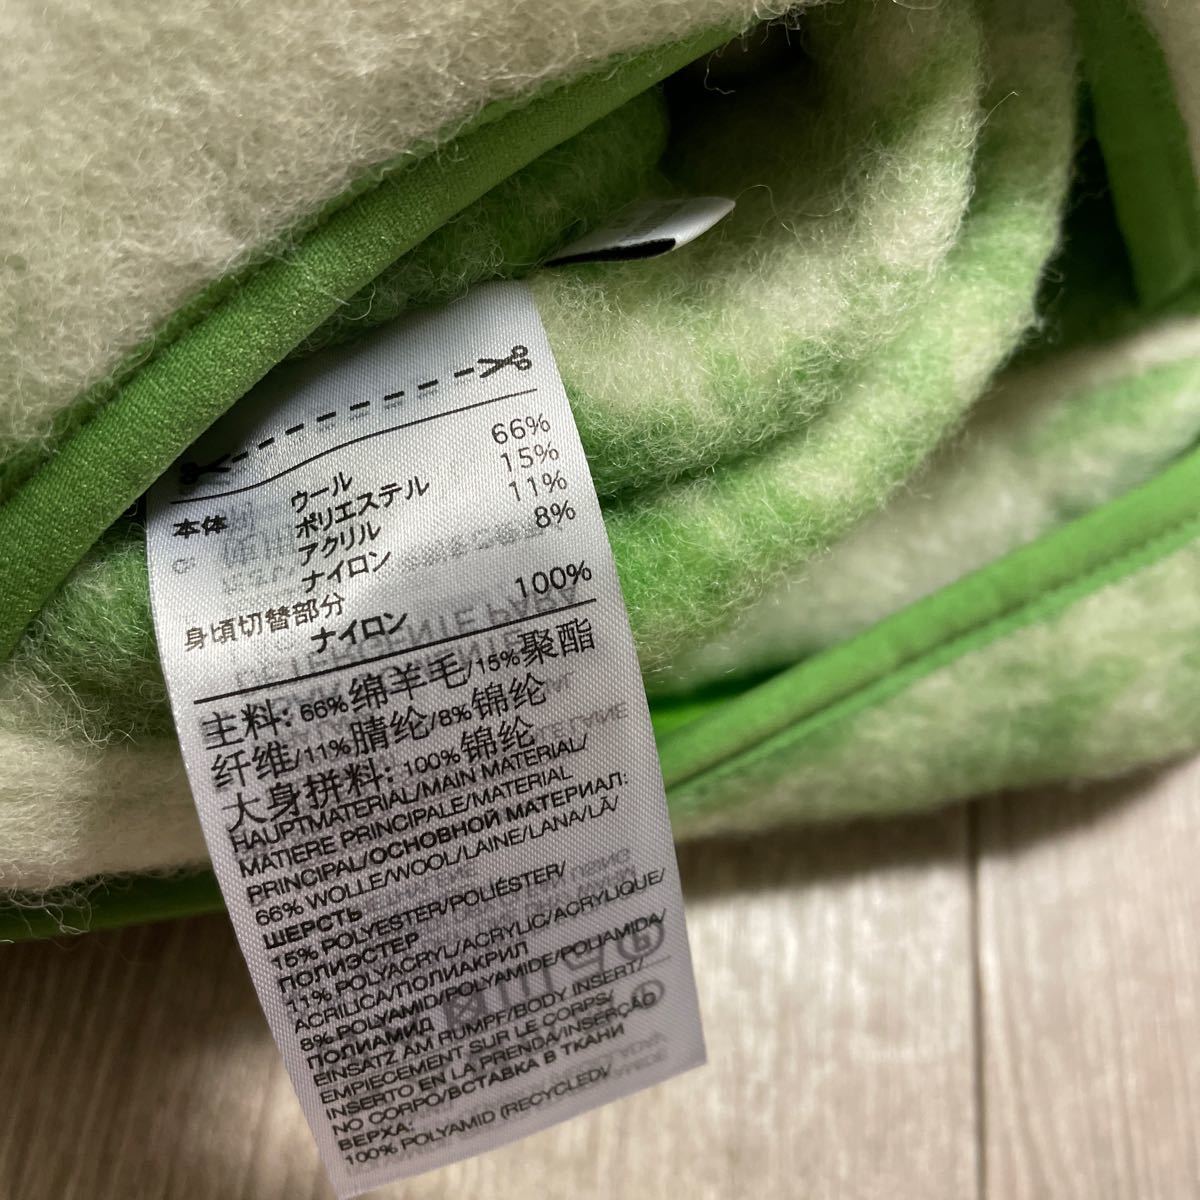 本体 ウール 66%
ポリエステル 15%
アクリル 11%
ナイロン 8%
身頃切替部分
ナイロン 100%
主料: 66%绵羊毛/15%聚酯
纤维/11%腈纶/8%锦纶
大身拼料: 100%锦纶
HAUPTMATERIAL/MAIN MATERIAL/
MATIERE PRINCIPALE/MATERIAL
PRINCIPAL/ОСНОВНОЙ МАТЕРИАЛ:
66% WOLLE/WOOL/LAINE/LANA/LÃ/
ШЕРСТЬ
15% POLYESTER/POLIÉSTER/
ПОЛИЭСТЕР
11% POLYACRYL/ACRYLIC/ACRYLIQUE/
ACRILICA/ПОЛИАКРИЛ
8% POLYAMID/POLYAMIDE/POLIAMIDA/
ПОЛИАМИД
EINSATZ AM RUMPF/BODY INSERT/
EMPIECEMENT SUR LE CORPS/
INSERTO EN LA PRENDA/INSERÇÃO
NO CORPO/ВСТАВКА В ТКАНИ
ВЕРХА:
100% POLYAMID (RECYCLED)/